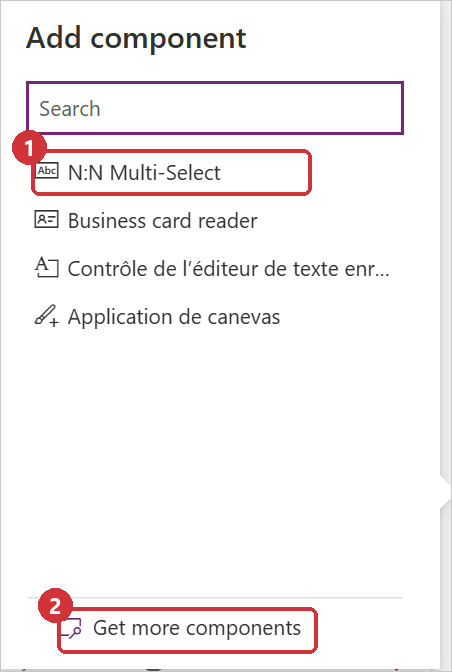 Add component
Search
1
Abc N:N Multi-Select
Business card reader
A Contrôle de l’éditeur de texte enr...
Application de canevas
2
Get more components